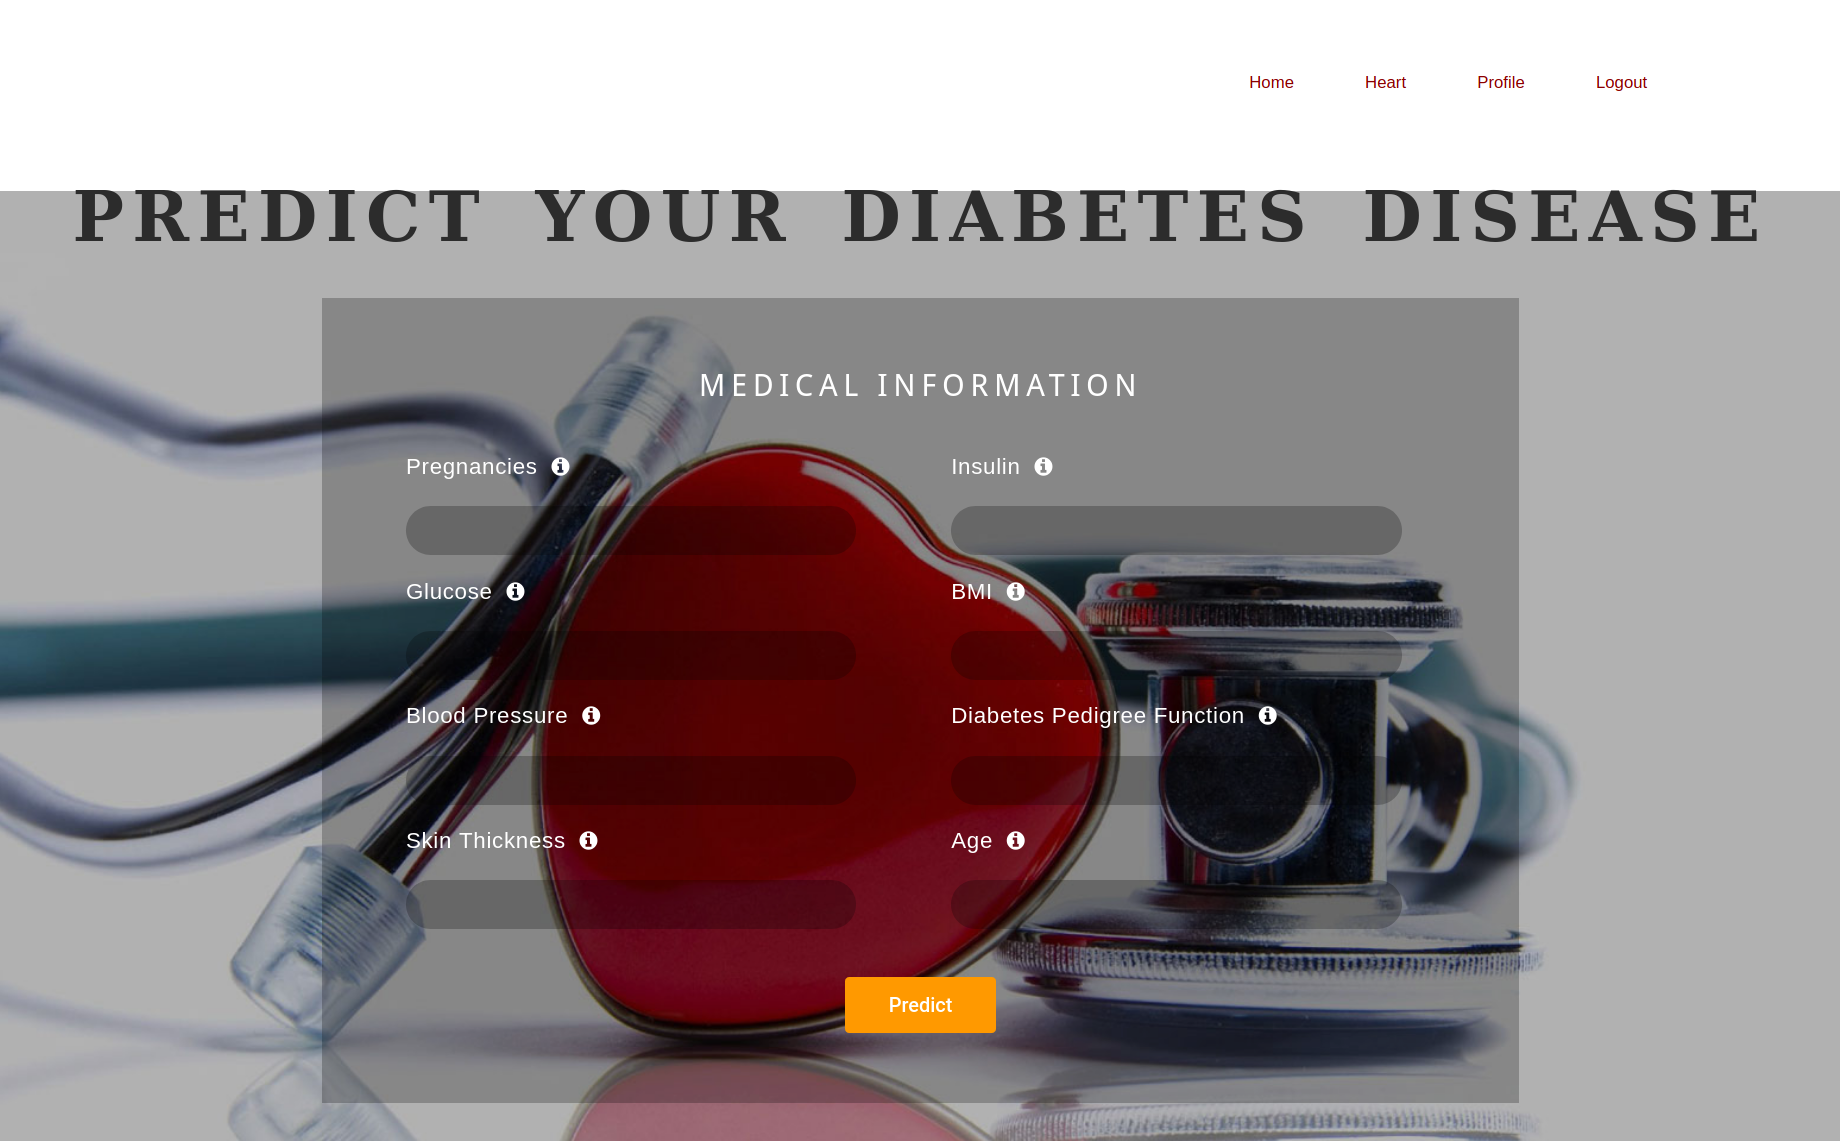 Home Heart Profile Logout
PREDICT YOUR DIABETES DISEASE
MEDICAL INFORMATION
Pregnancies
Insulin
Glucose
BMI
Blood Pressure
Diabetes Pedigree Function
Skin Thickness
Age
Predict